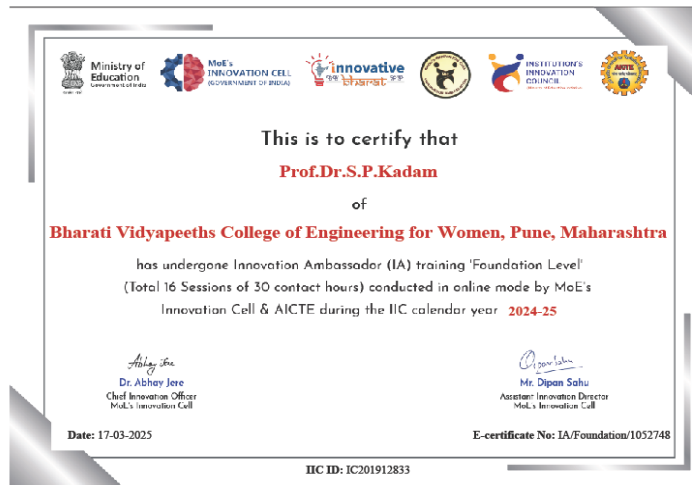 Ministry of
Education
Government of India
MoE's
INNOVATION CELL
(GOVERNMENT OF INDIA)
innovative
bharat
INSTITUTION'S
INNOVATION
COUNCIL
AICTE
This is to certify that
Prof.Dr.S.P.Kadam
of
Bharati Vidyapeeths College of Engineering for Women, Pune, Maharashtra
has undergone Innovation Ambassador (IA) training 'Foundation Level'
(Total 16 Sessions of 30 contact hours) conducted in online mode by MoE's
Innovation Cell & AICTE during the IIC calendar year 2024-25
Abhay Jere
Dr. Abhay Jere
Chief Innovation Officer
MoE's Innovation Cell
Dipan Sahu
Mr. Dipan Sahu
Assistant Innovation Director
MoE's Innovation Cell
Date: 17-03-2025
E-certificate No: IA/Foundation/1052748
IIC ID: IC201912833